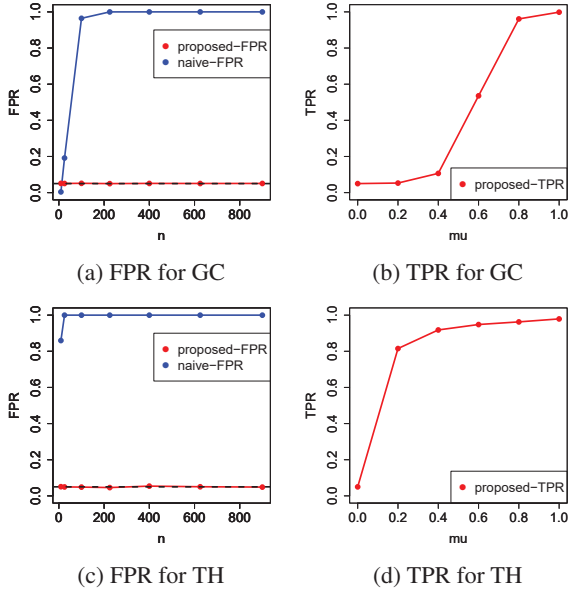 FPR
0.0 0.2 0.4 0.6 0.8 1.0
proposed-FPR
naive-FPR
0 200 400 600 800
n
(a) FPR for GC
TPR
0.0 0.2 0.4 0.6 0.8 1.0
proposed-TPR
0.0 0.2 0.4 0.6 0.8 1.0
mu
(b) TPR for GC
FPR
0.0 0.2 0.4 0.6 0.8 1.0
proposed-FPR
naive-FPR
0 200 400 600 800
n
(c) FPR for TH
TPR
0.0 0.2 0.4 0.6 0.8 1.0
proposed-TPR
0.0 0.2 0.4 0.6 0.8 1.0
mu
(d) TPR for TH